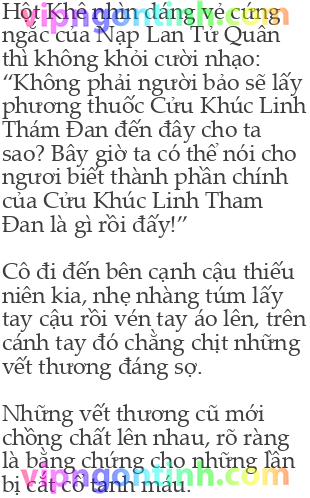 vipngontinh.com
Hột Khê nhìn dáng vẻ cứng
ngắc của Nạp Lan Tử Quân
thì không khỏi cười nhạo:
“Không phải người bảo sẽ lấy
phương thuốc Cửu Khúc Linh
Thám Đan đến đây cho ta
sao? Bây giờ ta có thể nói cho
ngươi biết thành phần chính
của Cửu Khúc Linh Tham
Đan là gì rồi đấy!”
Cô đi đến bên cạnh cậu thiếu
niên kia, nhẹ nhàng túm lấy
tay cậu rồi vén tay áo lên, trên
cánh tay đó chằng chịt những
vết thương đáng sợ.
Những vết thương cũ mới
chồng chất lên nhau, rõ ràng
là bằng chứng cho những lần
vipngontinh.com
bị cắt cổ tanh máu.